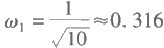 ω₁ = 1/√10 ≈ 0.316